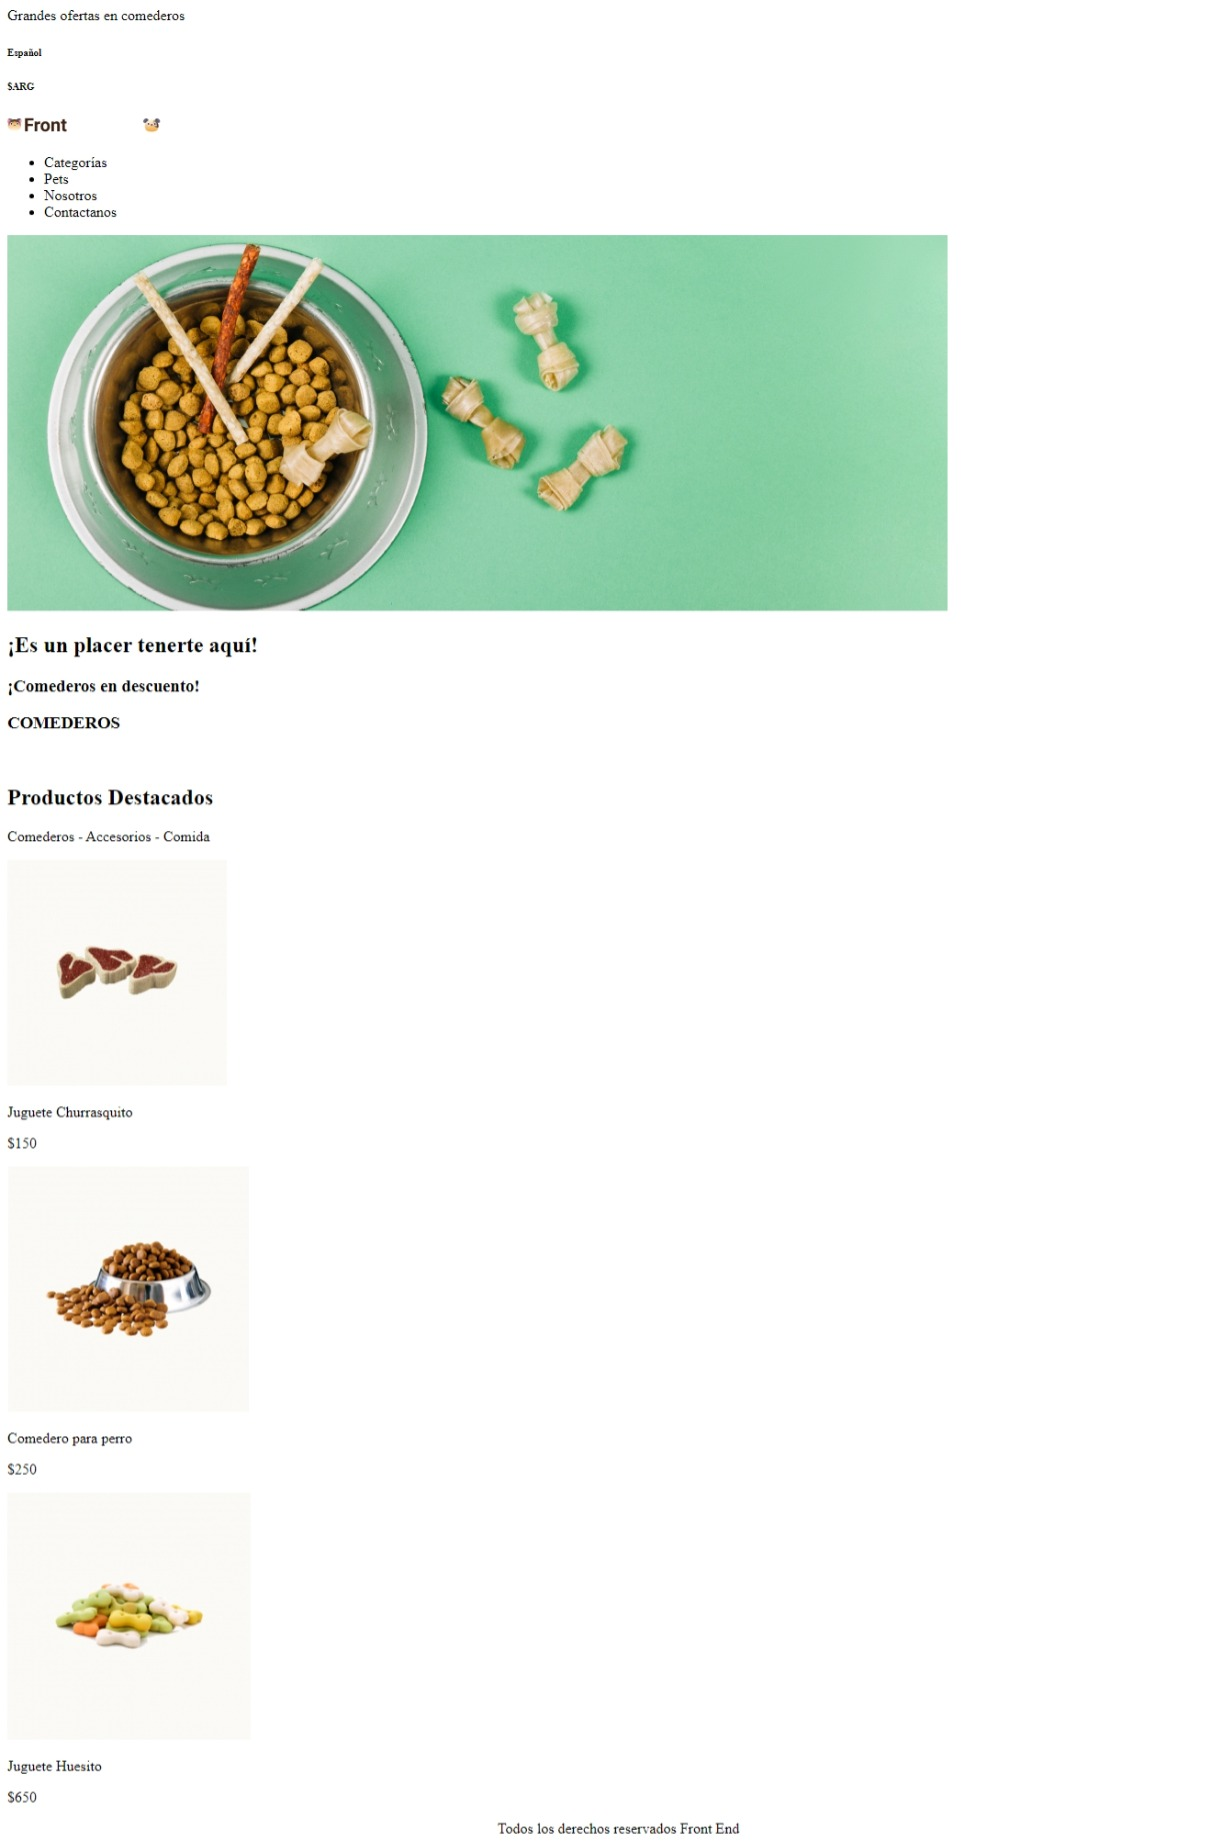 Grandes ofertas en comederos
Español
$ARG
Front
Categorías
Pets
Nosotros
Contactanos
¡Es un placer tenerte aquí!
¡Comederos en descuento!
COMEDEROS
Productos Destacados
Comederos - Accesorios - Comida
Juguete Churrasquito
$150
Comedero para perro
$250
Juguete Huesito
$650
Todos los derechos reservados Front End